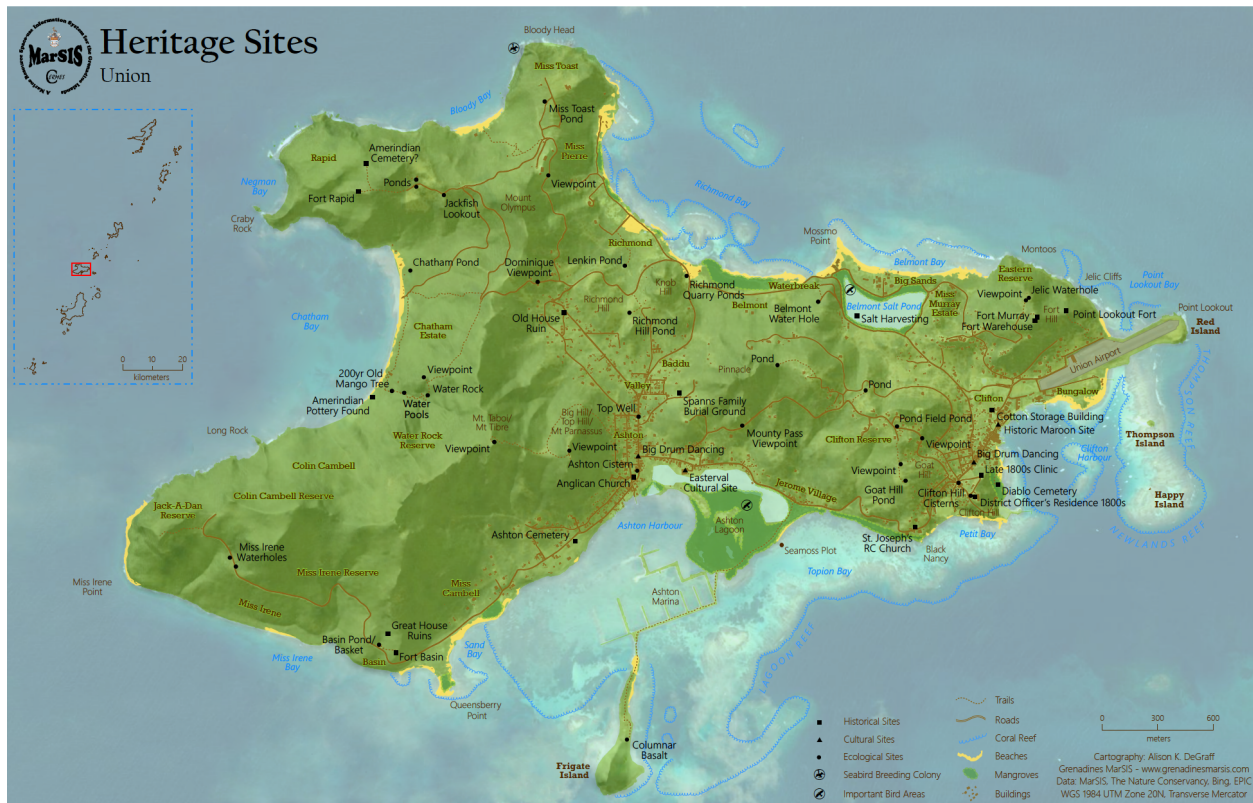 Heritage Sites
Union
MarSIS
Bloody Head
Miss Toast
Bloody Bay
Miss Toast
Pond
Miss
Pierre
Rapid
Amerindian
Cemetery?
Ponds
Viewpoint
Negman
Bay
Fort Rapid
Jackfish
Lookout
Mount
Olympus
Richmond Bay
Craby
Rock
Mossmo
Point
Richmond
Montoos
Chatham Pond
Dominique
Viewpoint
Lenkin Pond
Belmont Bay
Eastern
Reserve
Jelic Cliffs
Point
Lookout Bay
Knob
Hill
Richmond
Quarry Ponds
Waterbreak
Big Sands
Belmont
Miss
Murray
Estate
Viewpoint
Jelic Waterhole
Chatham
Bay
Richmond
Hill
Old House
Ruin
Richmond
Hill Pond
Belmont
Water Hole
Belmont Salt Pond
Salt Harvesting
Fort Murray
Fort Warehouse
Fort
Hill
Point Lookout Fort
Point Lookout
Red
Island
Chatham
Estate
Baddu
Pinnacle
Pond
Union Airport
200yr Old
Mango Tree
Viewpoint
Water Rock
Valley
Pond
Bungalow
THOMPSON REEF
Amerindian
Pottery Found
Water
Pools
Top Well
Spanns Family
Burial Ground
Clifton
Cotton Storage Building
Historic Maroon Site
Long Rock
Water Rock
Reserve
Mt. Taboi/
Mt Tibre
Big Hill/
Top Hill/
Mt Parnassus
Ashton
Mounty Pass
Viewpoint
Pond Field Pond
Clifton Reserve
Viewpoint
Thompson
Island
Viewpoint
Viewpoint
Big Drum Dancing
Goat
Hill
Big Drum Dancing
Clifton
Harbour
Colin Cambell
Ashton Cistern
Anglican Church
Easterval
Cultural Site
Jerome Village
Viewpoint
Goat Hill
Pond
Late 1800s Clinic
Clifton Hill
Cisterns
Diablo Cemetery
District Officer's Residence 1800s
Clifton Hill
Happy
Island
Colin Cambell Reserve
Jack-A-Dan
Reserve
Ashton Harbour
Ashton
Lagoon
St. Joseph's
RC Church
Petit Bay
NEWLANDS REEF
Ashton Cemetery
Seamoss Plot
Black
Nancy
Miss Irene
Waterholes
Miss Irene Reserve
Topion Bay
Miss Irene
Point
Miss
Cambell
Ashton
Marina
Miss Irene
Great House
Ruins
Basin Pond/
Basket
Fort Basin
Sand
Bay
Miss Irene
Bay
Basin
LAGOON REEF
Queensberry
Point
Columnar
Basalt
Frigate
Island
0 10 20
kilometers
Historical Sites
Cultural Sites
Ecological Sites
Seabird Breeding Colony
Important Bird Areas
Trails
Roads
Coral Reef
Beaches
Mangroves
Buildings
0 300 600
meters
Cartography: Alison K. DeGraff
Grenadines MarSIS - www.grenadinesmarsis.com
Data: MarSIS, The Nature Conservancy, Bing, EPIC
WGS 1984 UTM Zone 20N, Transverse Mercator